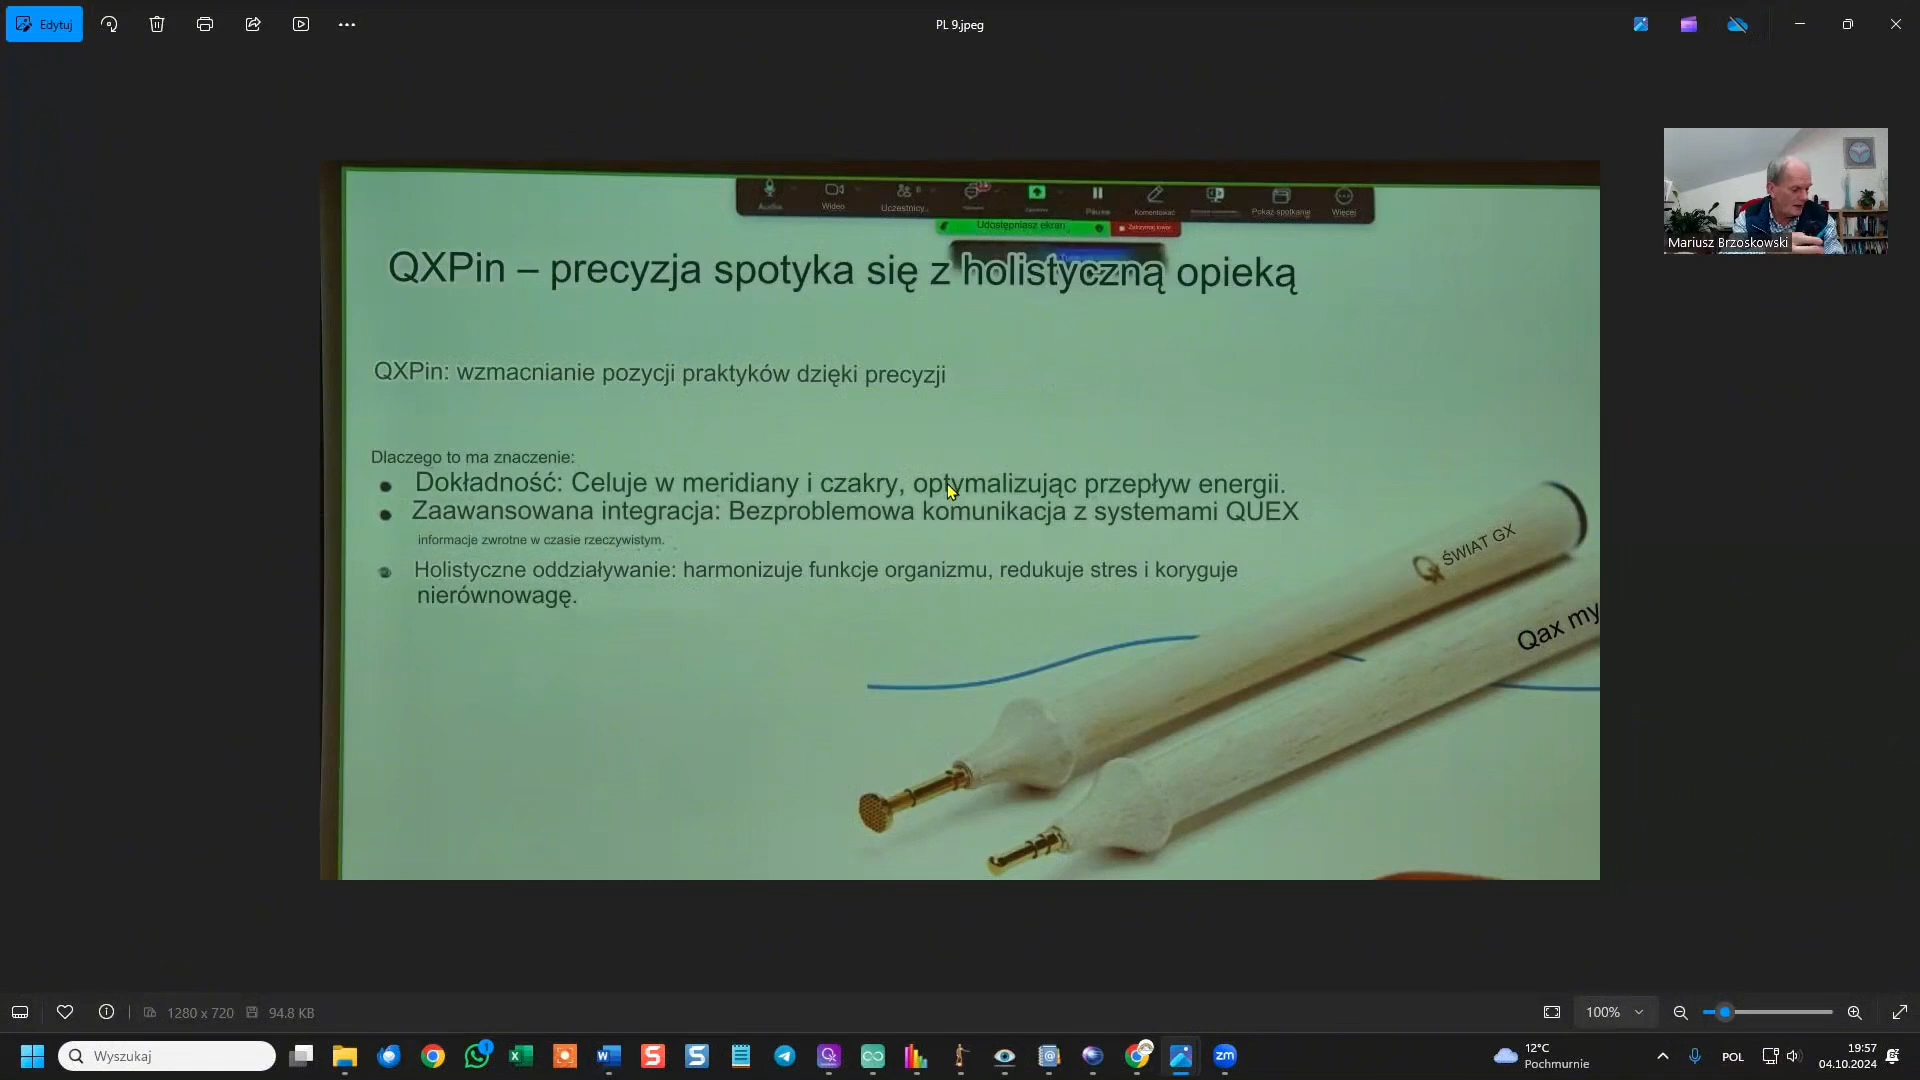 Edytuj
PL 9.jpeg
Wideo
Uczestnicy
8
Pauza
Komentować
Pokaż spotkanie
Więcej
Udostępniasz ekran
QXPin – precyzja spotyka się z holistyczną opieką
Mariusz Brzoskowski
QXPin: wzmacnianie pozycji praktyków dzięki precyzji
Dlaczego to ma znaczenie:
Dokładność: Celuje w meridiany i czakry, optymalizując przepływ energii.
Zaawansowana integracja: Bezproblemowa komunikacja z systemami QUEX
informacje zwrotne w czasie rzeczywistym.
Holistyczne oddziaływanie: harmonizuje funkcje organizmu, redukuje stres i koryguje
nierównowagę.
ŚWIAT GX
Qax my
1280 x 720
94.8 KB
100%
Wyszukaj
1
12°C
Pochmurnie
POL
19:57
04.10.2024